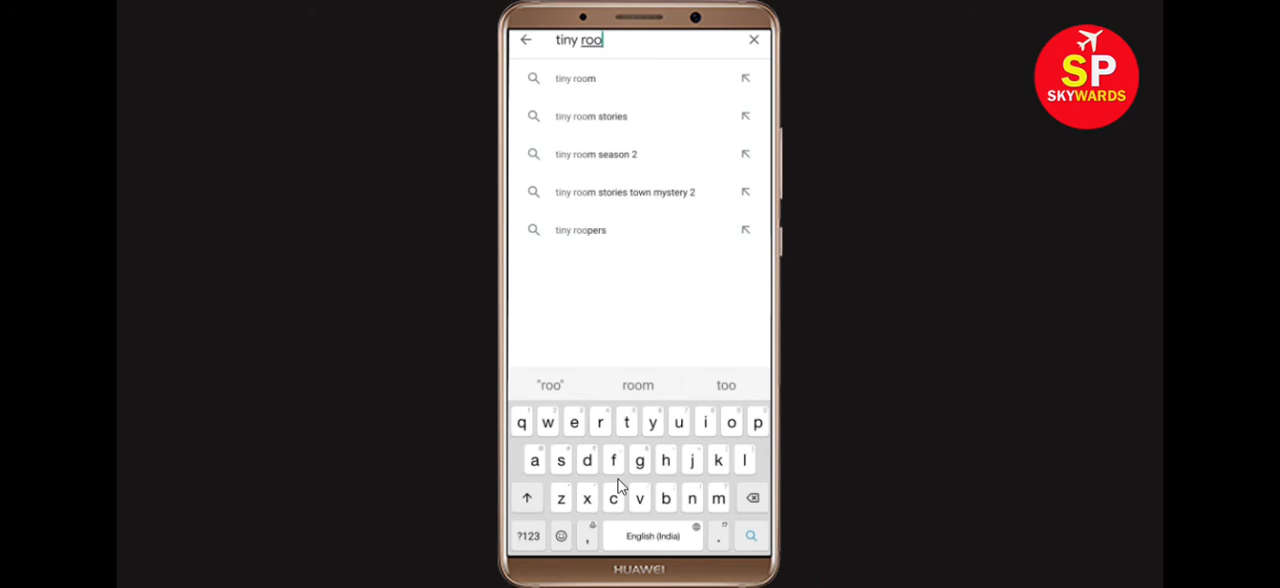 tiny roo
tiny room
tiny room stories
tiny room season 2
tiny room stories town mystery 2
tiny roopers
"roo" room too
q w e r t y u i o p
a s d f g h j k l
z x c v b n m
?123 , English (India) .
HUAWEI
SP
SKYWARDS